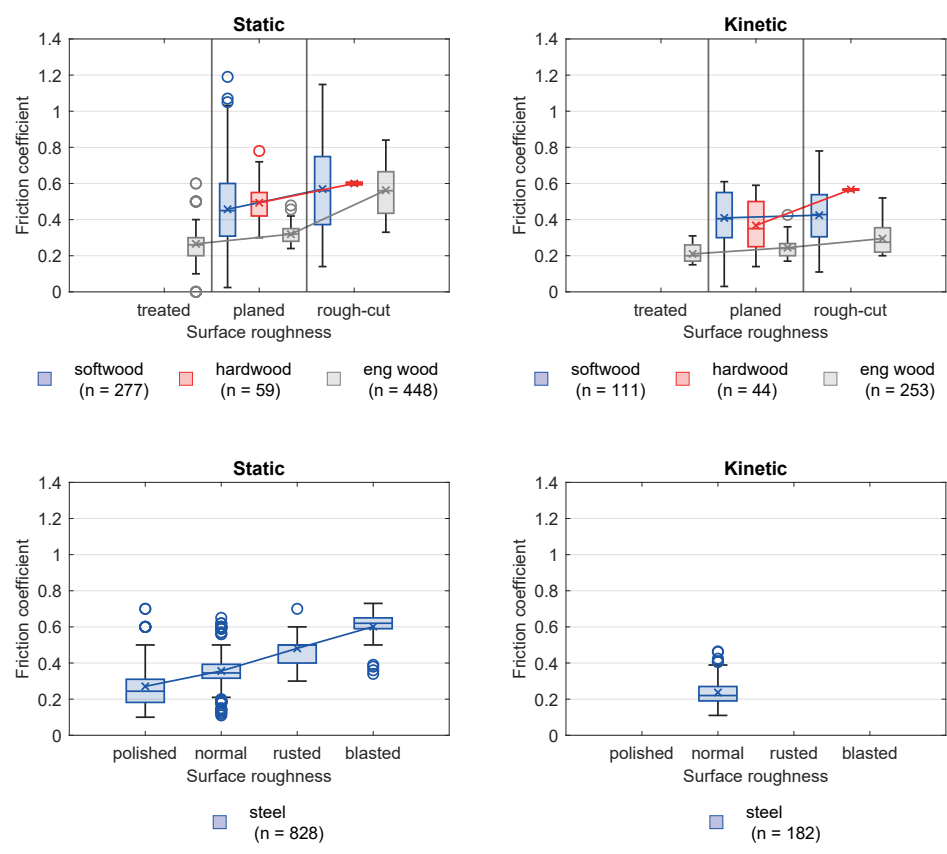 Static
Friction coefficient
1.4
1.2
1
0.8
0.6
0.4
0.2
0
treated planed rough-cut
Surface roughness
softwood (n = 277)
hardwood (n = 59)
eng wood (n = 448)
Kinetic
Friction coefficient
1.4
1.2
1
0.8
0.6
0.4
0.2
0
treated planed rough-cut
Surface roughness
softwood (n = 111)
hardwood (n = 44)
eng wood (n = 253)
Static
Friction coefficient
1.4
1.2
1
0.8
0.6
0.4
0.2
0
polished normal rusted blasted
Surface roughness
steel
(n = 828)
Kinetic
Friction coefficient
1.4
1.2
1
0.8
0.6
0.4
0.2
0
polished normal rusted blasted
Surface roughness
steel
(n = 182)